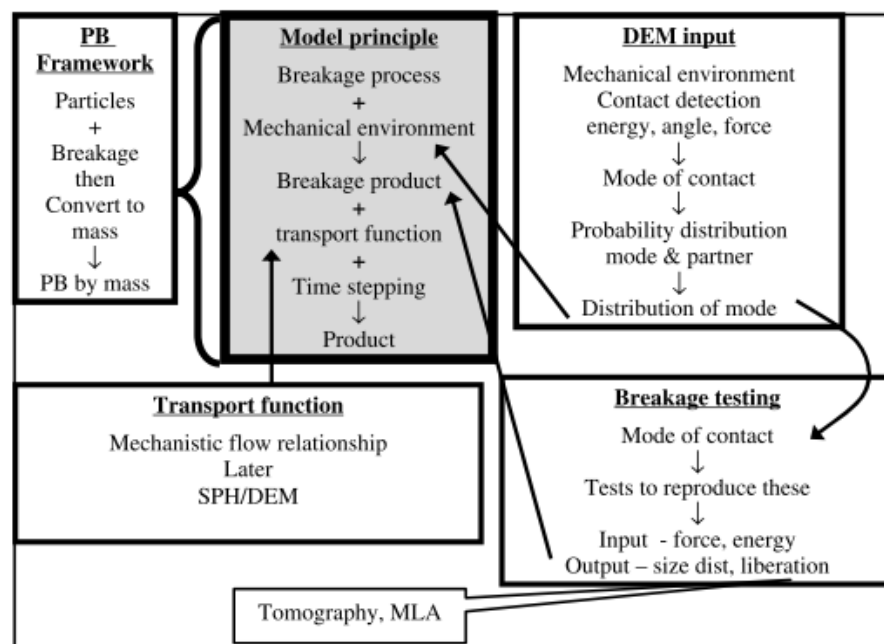 PB
Framework
Particles
+
Breakage
then
Convert to
mass
↓
PB by mass
Model principle
Breakage process
+
Mechanical environment
↓
Breakage product
+
transport function
+
Time stepping
↓
Product
DEM input
Mechanical environment
Contact detection
energy, angle, force
↓
Mode of contact
↓
Probability distribution
mode & partner
↓
Distribution of mode
Transport function
Mechanistic flow relationship
Later
SPH/DEM
Breakage testing
Mode of contact
↓
Tests to reproduce these
↓
Input - force, energy
Output – size dist, liberation
Tomography, MLA